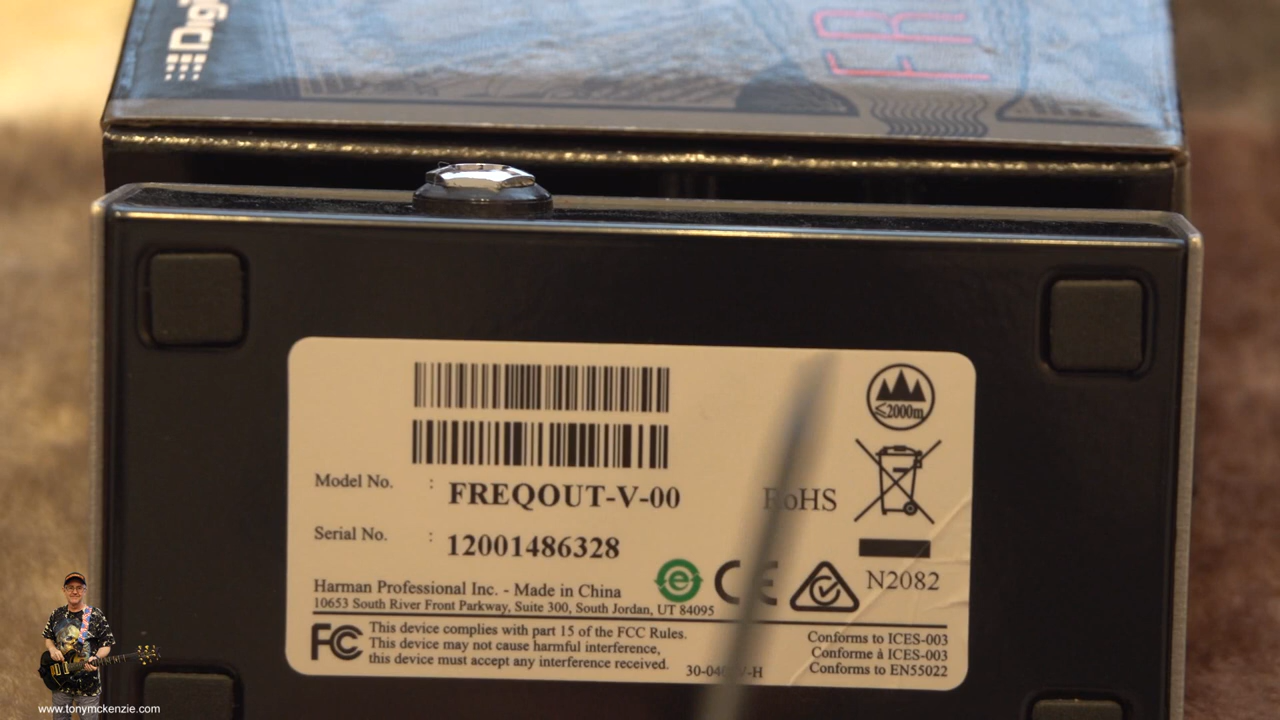 FR
≤2000m
Model No. : FREQOUT-V-00
RoHS
Serial No. : 12001486328
N2082
Harman Professional Inc. - Made in China
10653 South River Front Parkway, Suite 300, South Jordan, UT 84095
FC This device complies with part 15 of the FCC Rules.
This device may not cause harmful interference,
this device must accept any interference received.
CE
Conforms to ICES-003
Conforme à ICES-003
Conforms to EN55022
www.tonymckenzie.com